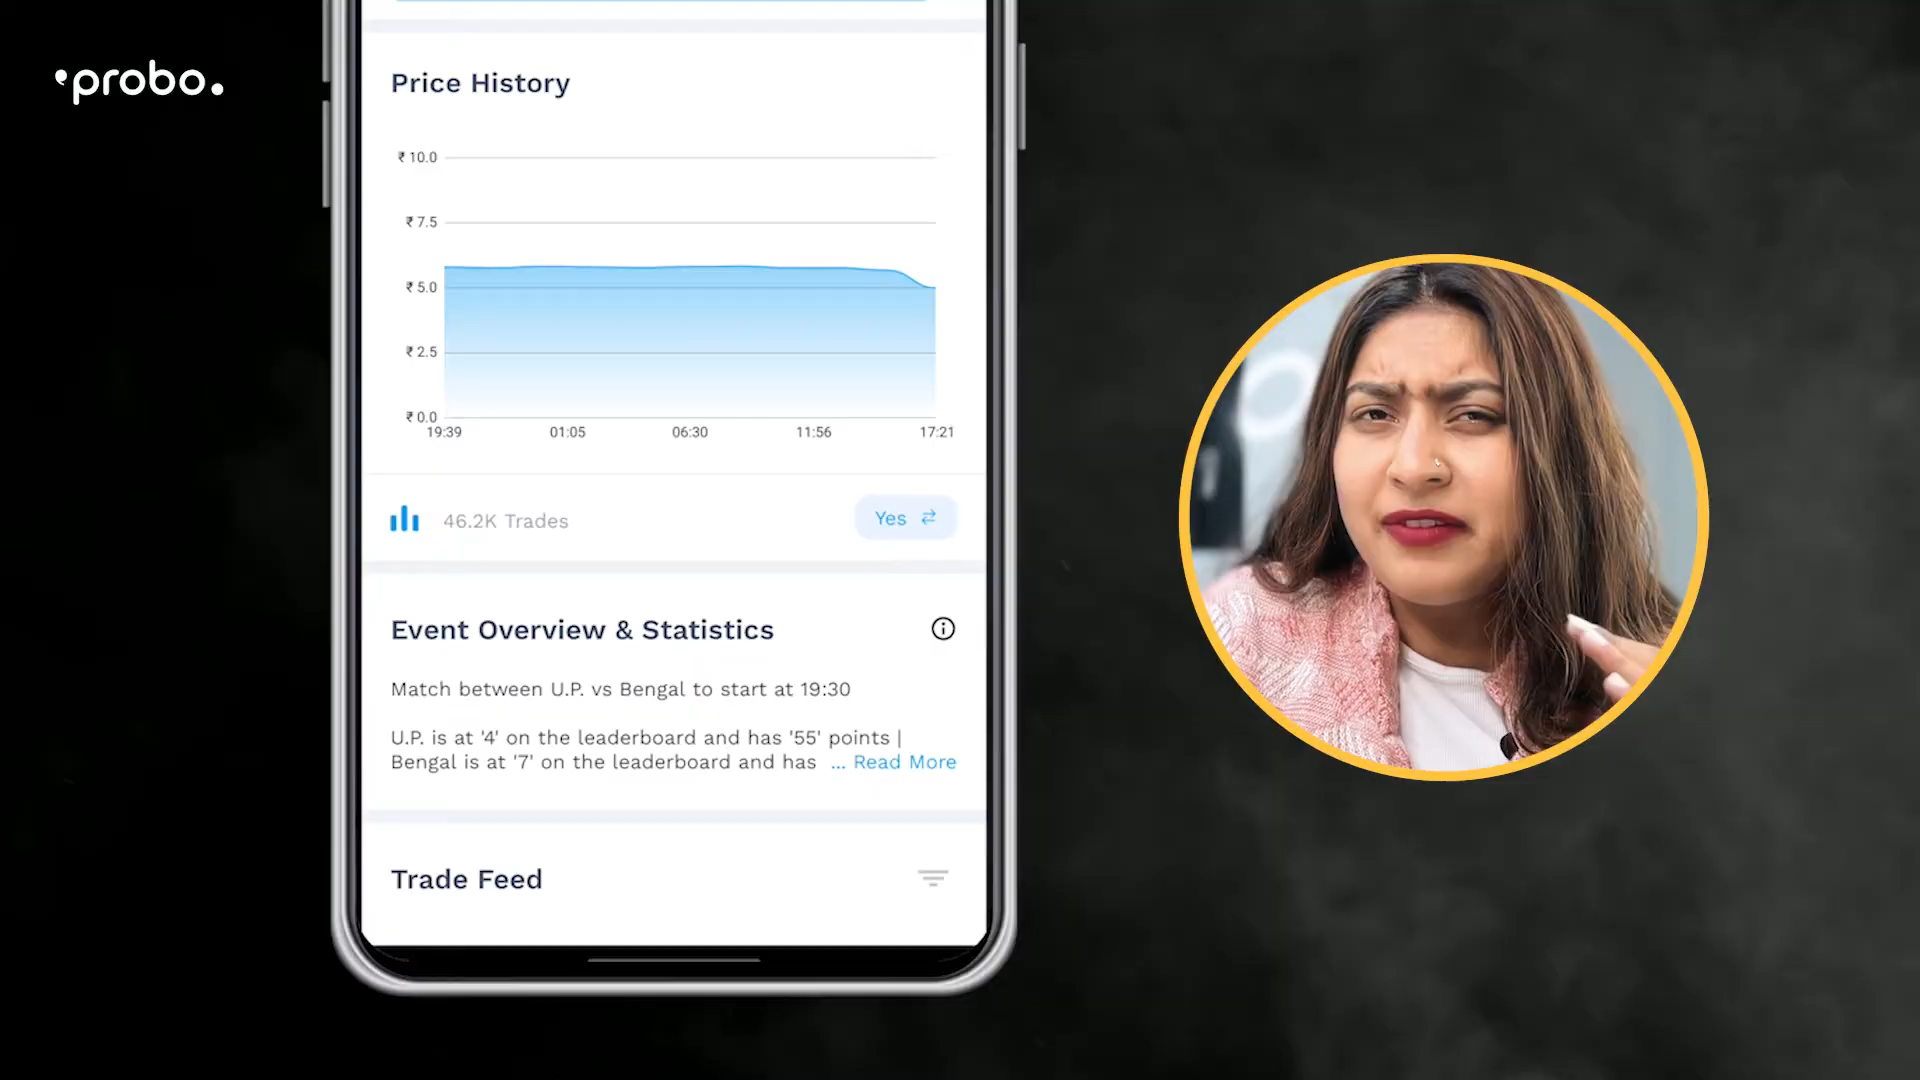 probo.
Price History
₹ 10.0
₹ 7.5
₹ 5.0
₹ 2.5
₹ 0.0
19:39 01:05 06:30 11:56 17:21
46.2K Trades
Yes
Event Overview & Statistics
Match between U.P. vs Bengal to start at 19:30
U.P. is at '4' on the leaderboard and has '55' points |
Bengal is at '7' on the leaderboard and has ... Read More
Trade Feed